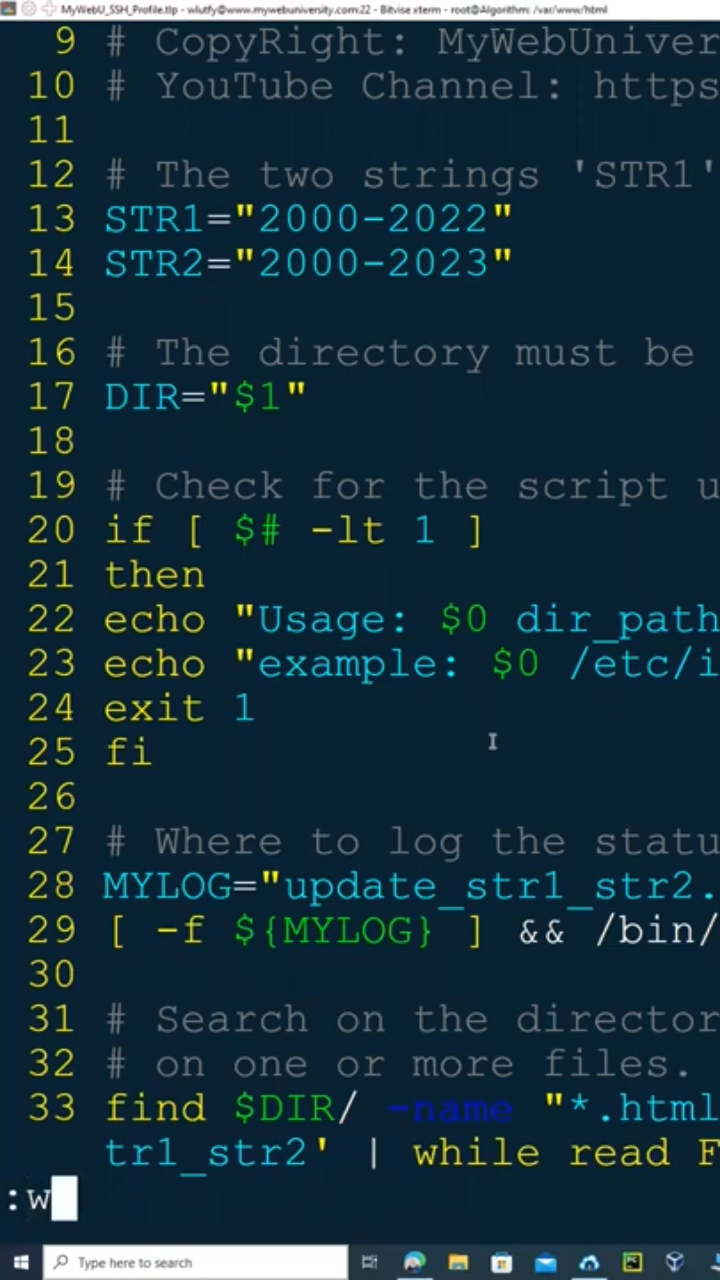 MyWebU_SSH_Profile.tlp - wlutfy@www.mywebuniversity.com:22 - Bitvise xterm - root@Algorithm: /var/www/html
9 # CopyRight: MyWebUniver
10 # YouTube Channel: https
11
12 # The two strings 'STR1'
13 STR1="2000-2022"
14 STR2="2000-2023"
15
16 # The directory must be
17 DIR="$1"
18
19 # Check for the script u
20 if [ $# -lt 1 ]
21 then
22 echo "Usage: $0 dir_path
23 echo "example: $0 /etc/i
24 exit 1
25 fi
26
27 # Where to log the statu
28 MYLOG="update_str1_str2.
29 [ -f ${MYLOG} ] && /bin/
30
31 # Search on the director
32 # on one or more files.
33 find $DIR/ -name "*.html
tr1_str2' | while read F
:w
Type here to search